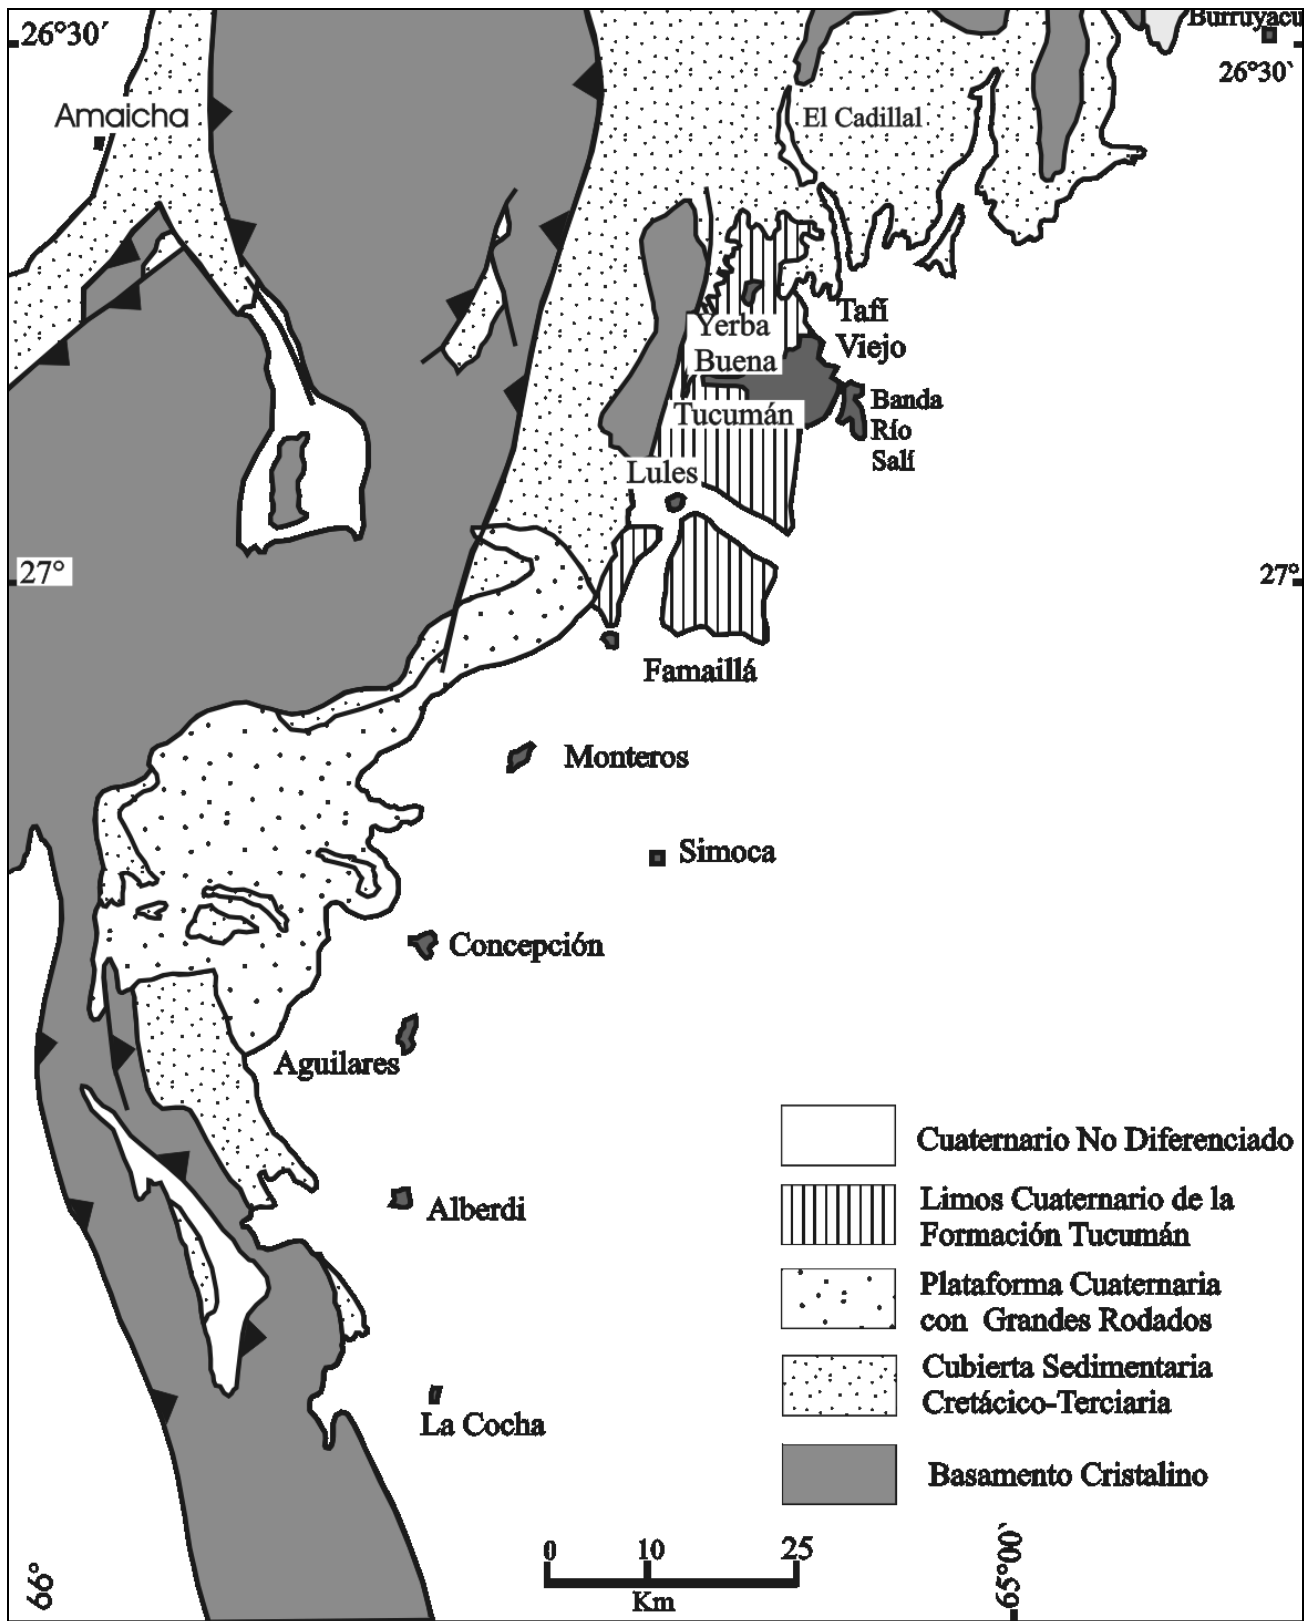 Burruyacu
26°30´
26°30`
Amaicha
El Cadillal
Tafí
Viejo
Yerba
Buena
Banda
Río
Salí
Tucumán
Lules
27°
27°
Famaillá
Monteros
Simoca
Concepción
Aguilares
Alberdi
La Cocha
Cuaternario No Diferenciado
Limos Cuaternario de la
Formación Tucumán
Plataforma Cuaternaria
con Grandes Rodados
Cubierta Sedimentaria
Cretácico-Terciaria
Basamento Cristalino
0 10 25
Km
66°
65°00`